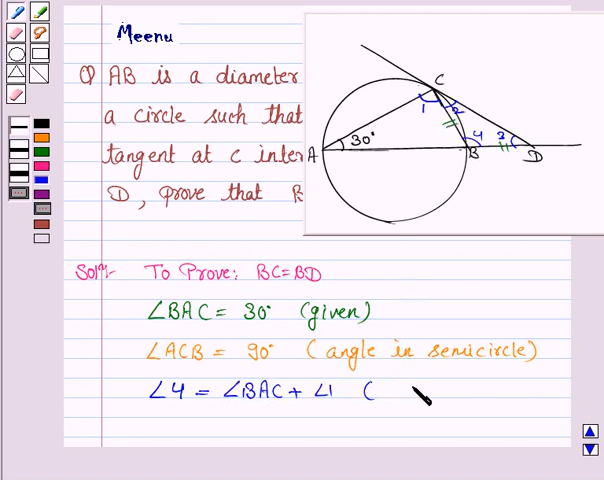 Meenu
Q AB is a diameter
a circle such that
tangent at C inter
D, prove that B
C
1
2
30°
4
3
A
B
D
Solⁿ- To Prove: BC=BD
∠BAC = 30° (given)
∠ACB = 90° (angle in semicircle)
∠4 = ∠BAC + ∠1 (